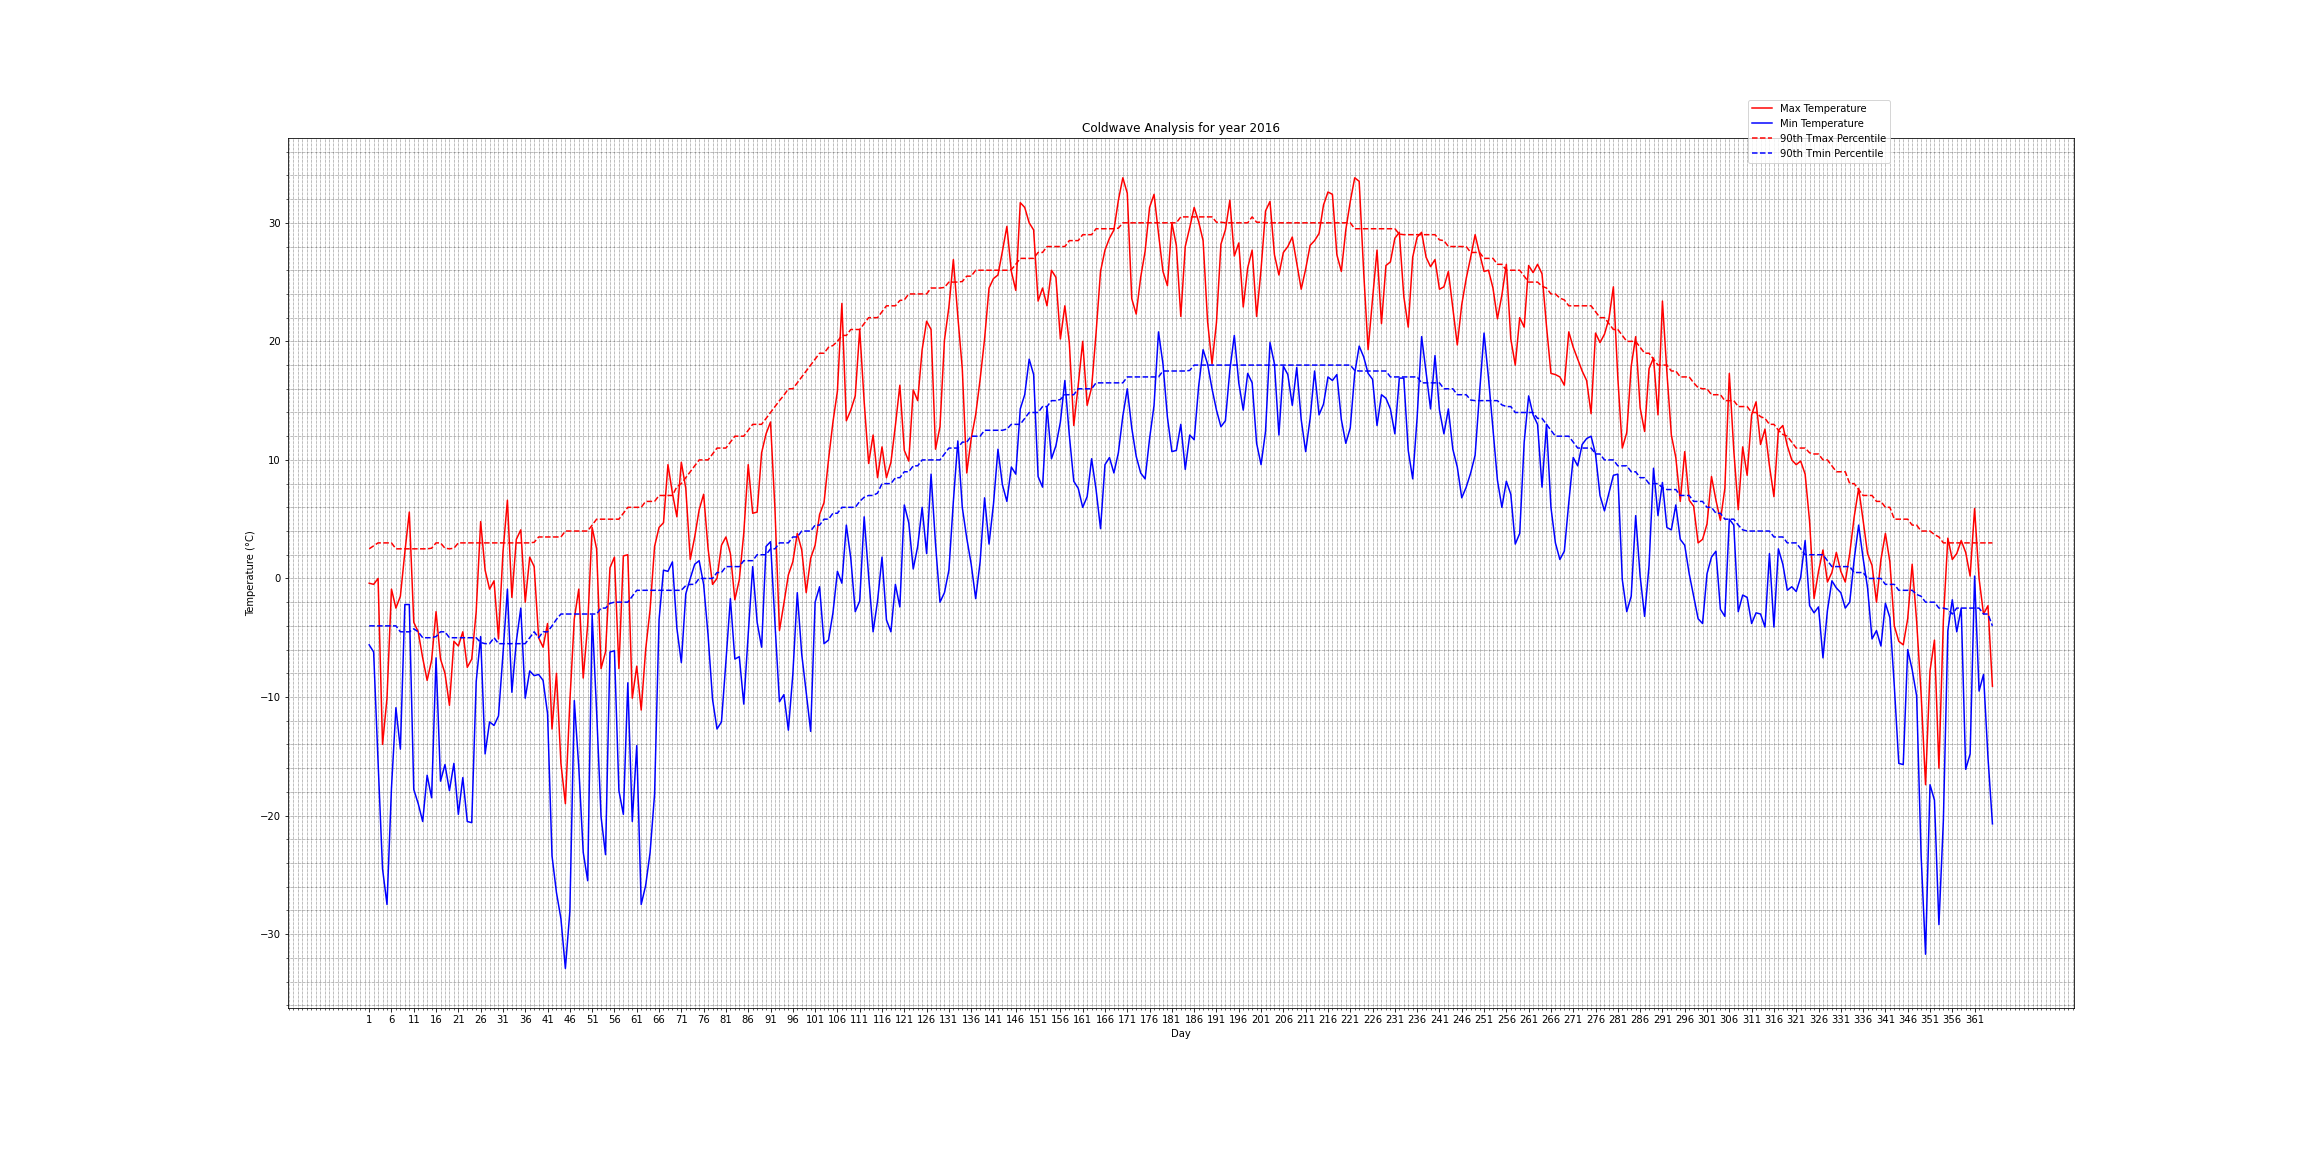 Coldwave Analysis for year 2016
Max Temperature
Min Temperature
90th Tmax Percentile
90th Tmin Percentile
Temperature (°C)
30
20
10
0
−10
−20
−30
1 6 11 16 21 26 31 36 41 46 51 56 61 66 71 76 81 86 91 96 101 106 111 116 121 126 131 136 141 146 151 156 161 166 171 176 181 186 191 196 201 206 211 216 221 226 231 236 241 246 251 256 261 266 271 276 281 286 291 296 301 306 311 316 321 326 331 336 341 346 351 356 361
Day